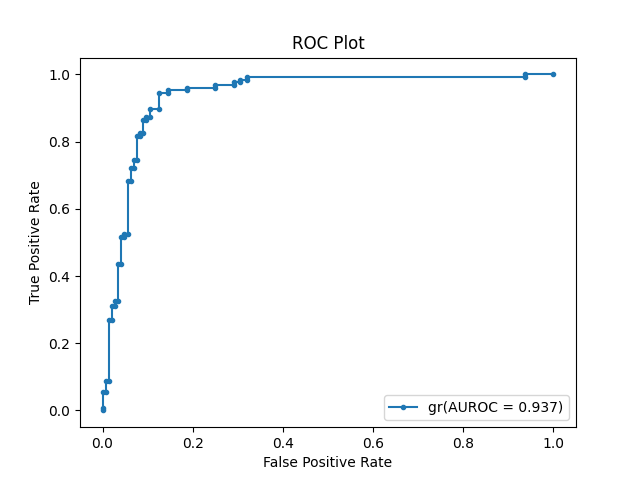 ROC Plot
True Positive Rate
1.0
0.8
0.6
0.4
0.2
0.0
gr(AUROC = 0.937)
0.0 0.2 0.4 0.6 0.8 1.0
False Positive Rate